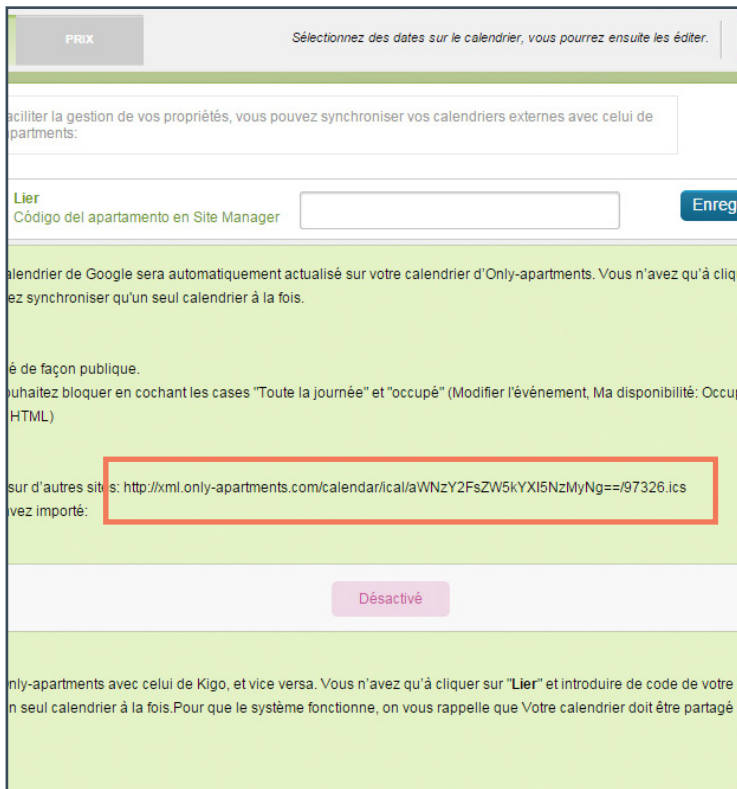 PRIX
Sélectionnez des dates sur le calendrier, vous pourrez ensuite les éditer.
aciliter la gestion de vos propriétés, vous pouvez synchroniser vos calendriers externes avec celui de
partments:
Lier
Código del apartamento en Site Manager
Enreg
alendrier de Google sera automatiquement actualisé sur votre calendrier d'Only-apartments. Vous n'avez qu'à cliq
ez synchroniser qu'un seul calendrier à la fois.
é de façon publique.
ouhaitez bloquer en cochant les cases "Toute la journée" et "occupé" (Modifier l'événement, Ma disponibilité: Occu
HTML)
sur d'autres sites: http://xml.only-apartments.com/calendar/ical/aWNzY2FsZW5kYXI5NzMyNg==/97326.ics
vez importé:
Désactivé
nly-apartments avec celui de Kigo, et vice versa. Vous n'avez qu'à cliquer sur "Lier" et introduire de code de votre
n seul calendrier à la fois.Pour que le système fonctionne, on vous rappelle que Votre calendrier doit être partagé